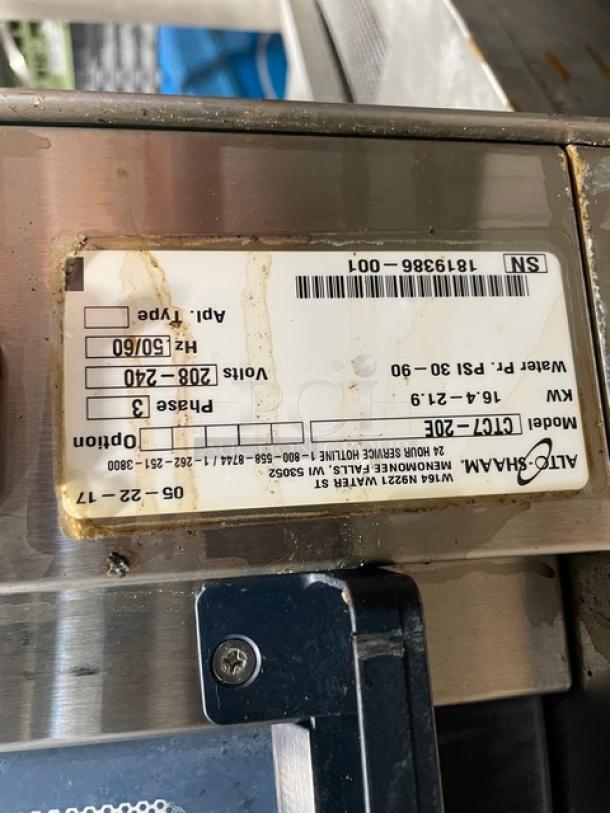 ALTO-SHAAM.
W164 N9221 WATER ST
MENOMONEE FALLS, WI 53052
24 HOUR SERVICE HOTLINE 1-800-558-8744 / 1-262-251-3800
05-22-17
Model CTC7-20E Option
KW 16.4-21.9 Phase 3
Volts 208-240
Water Pr. PSI 30-90
Hz 50/60
Apl. Type
SN 1819386-001